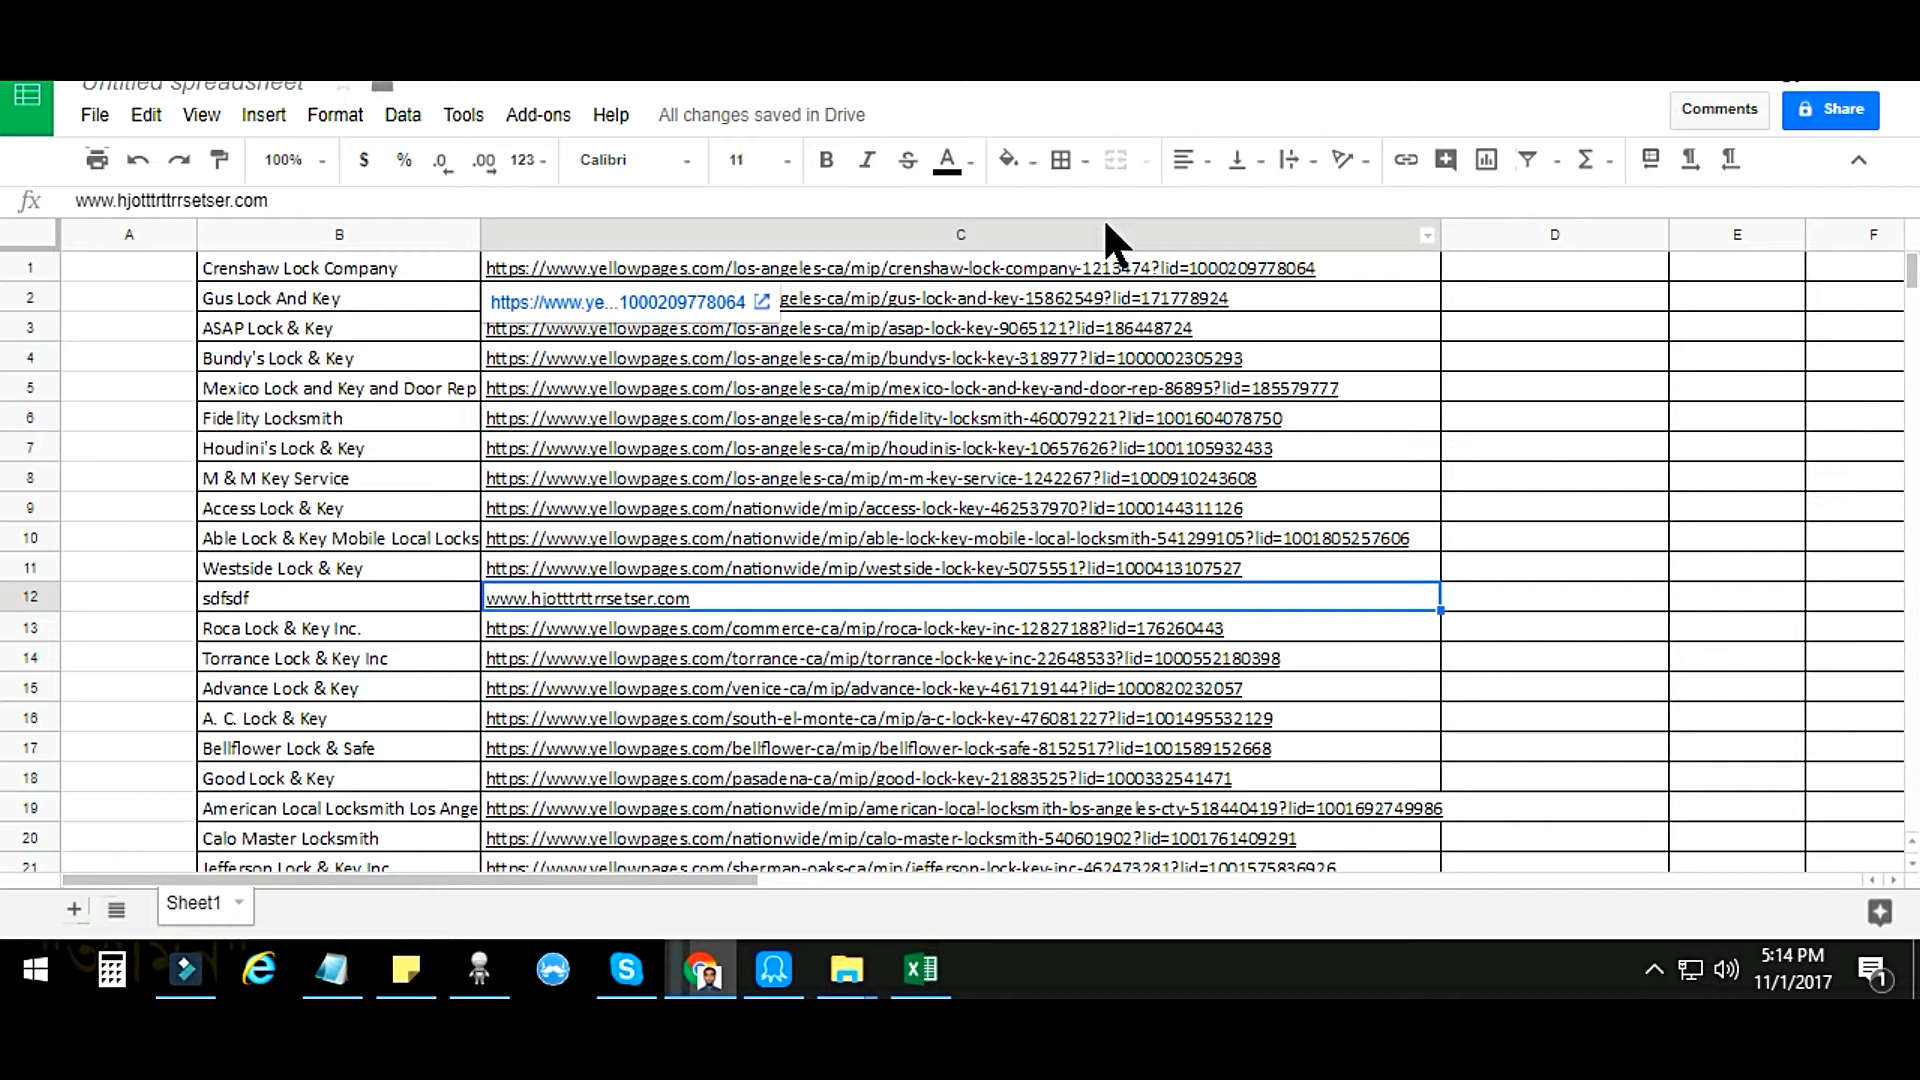 Untitled spreadsheet
File Edit View Insert Format Data Tools Add-ons Help All changes saved in Drive Comments Share
100% $ % .0 .00 123 Calibri 11 B I S A
fx www.hjotttrttrrsetser.com
A B C D E F
1 Crenshaw Lock Company https://www.yellowpages.com/los-angeles-ca/mip/crenshaw-lock-company-1213474?lid=1000209778064
2 Gus Lock And Key https://www.ye...1000209778064 geles-ca/mip/gus-lock-and-key-15862549?lid=171778924
3 ASAP Lock & Key https://www.yellowpages.com/los-angeles-ca/mip/asap-lock-key-9065121?lid=186448724
4 Bundy's Lock & Key https://www.yellowpages.com/los-angeles-ca/mip/bundys-lock-key-318977?lid=1000002305293
5 Mexico Lock and Key and Door Rep https://www.yellowpages.com/los-angeles-ca/mip/mexico-lock-and-key-and-door-rep-86895?lid=185579777
6 Fidelity Locksmith https://www.yellowpages.com/los-angeles-ca/mip/fidelity-locksmith-460079221?lid=1001604078750
7 Houdini's Lock & Key https://www.yellowpages.com/los-angeles-ca/mip/houdinis-lock-key-10657626?lid=1001105932433
8 M & M Key Service https://www.yellowpages.com/los-angeles-ca/mip/m-m-key-service-1242267?lid=1000910243608
9 Access Lock & Key https://www.yellowpages.com/nationwide/mip/access-lock-key-462537970?lid=1000144311126
10 Able Lock & Key Mobile Local Locks https://www.yellowpages.com/nationwide/mip/able-lock-key-mobile-local-locksmith-541299105?lid=1001805257606
11 Westside Lock & Key https://www.yellowpages.com/nationwide/mip/westside-lock-key-5075551?lid=1000413107527
12 sdfsdf www.hjotttrttrrsetser.com
13 Roca Lock & Key Inc. https://www.yellowpages.com/commerce-ca/mip/roca-lock-key-inc-12827188?lid=176260443
14 Torrance Lock & Key Inc https://www.yellowpages.com/torrance-ca/mip/torrance-lock-key-inc-22648533?lid=1000552180398
15 Advance Lock & Key https://www.yellowpages.com/venice-ca/mip/advance-lock-key-461719144?lid=1000820232057
16 A. C. Lock & Key https://www.yellowpages.com/south-el-monte-ca/mip/a-c-lock-key-476081227?lid=1001495532129
17 Bellflower Lock & Safe https://www.yellowpages.com/bellflower-ca/mip/bellflower-lock-safe-8152517?lid=1001589152668
18 Good Lock & Key https://www.yellowpages.com/pasadena-ca/mip/good-lock-key-21883525?lid=1000332541471
19 American Local Locksmith Los Ange https://www.yellowpages.com/nationwide/mip/american-local-locksmith-los-angeles-cty-518440419?lid=1001692749986
20 Calo Master Locksmith https://www.yellowpages.com/nationwide/mip/calo-master-locksmith-540601902?lid=1001761409291
21 Jefferson Lock & Key Inc https://www.yellowpages.com/sherman-oaks-ca/mip/jefferson-lock-key-inc-462473281?lid=1001575836926
Sheet1
5:14 PM
11/1/2017
1